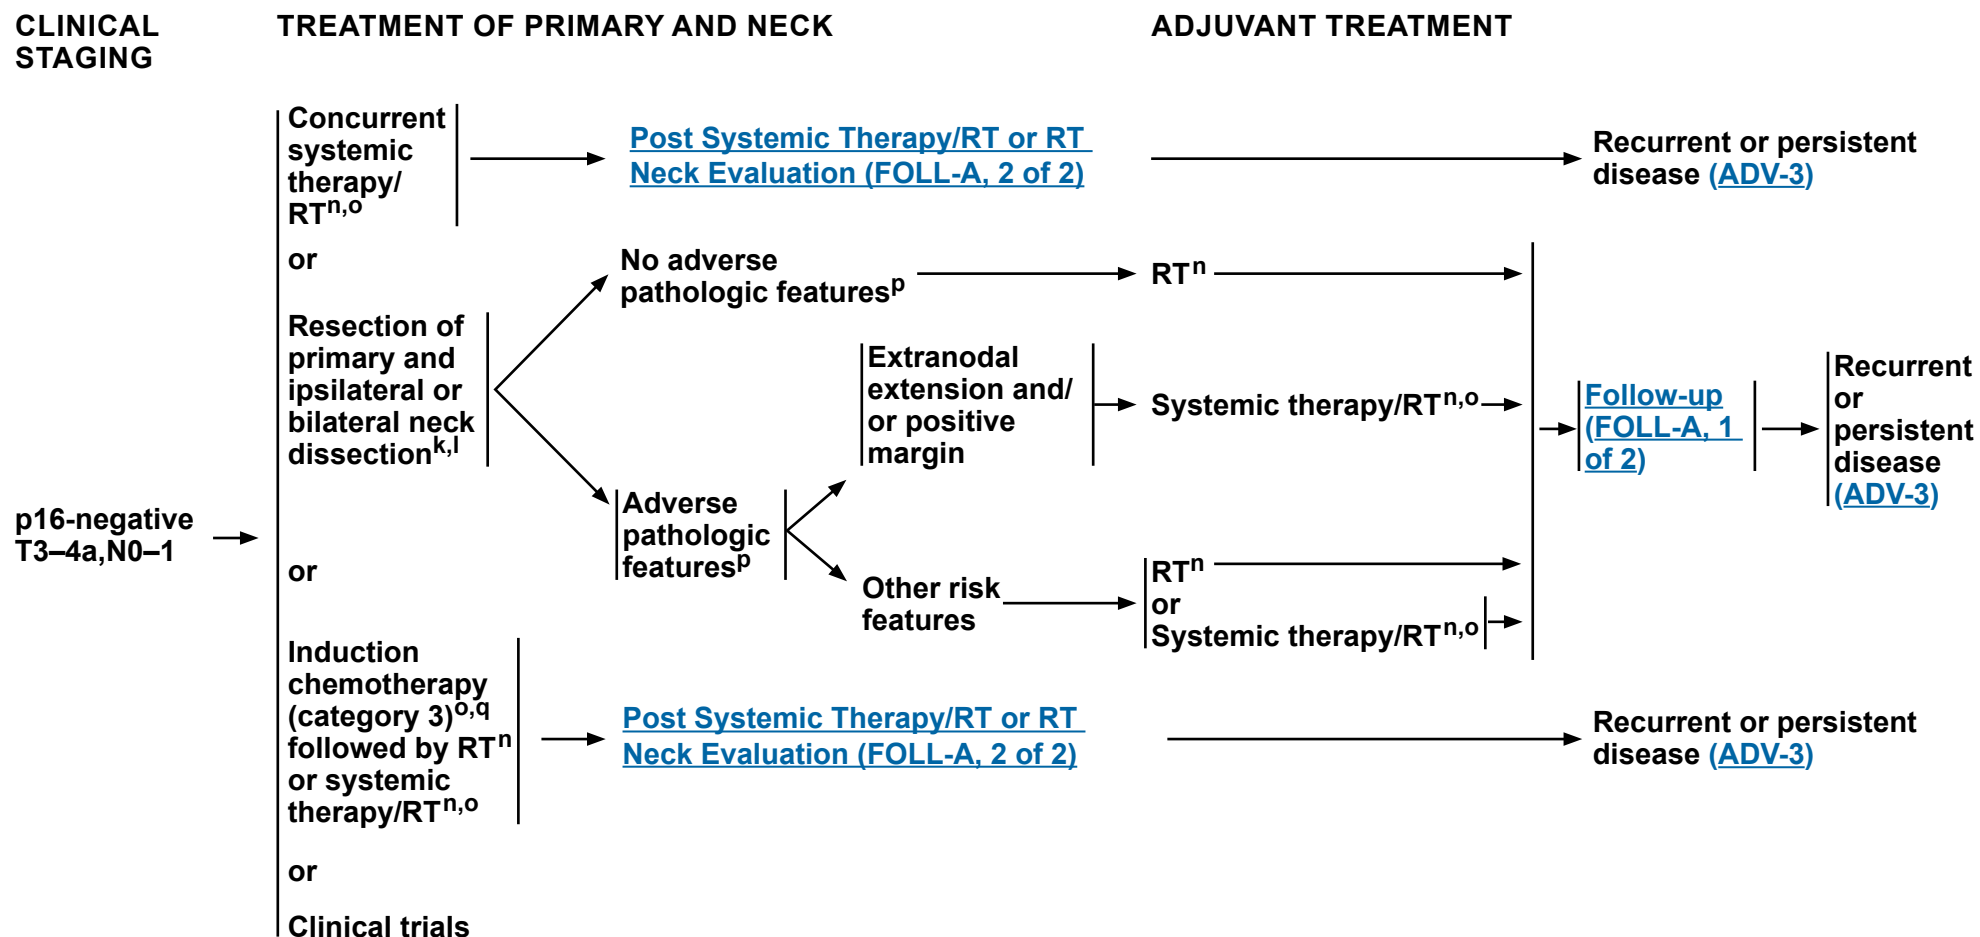 CLINICAL
STAGING
TREATMENT OF PRIMARY AND NECK
ADJUVANT TREATMENT
p16-negative
T3–4a,N0–1
Concurrent
systemic
therapy/
RTn,o
Post Systemic Therapy/RT or RT
Neck Evaluation (FOLL-A, 2 of 2)
Recurrent or persistent
disease (ADV-3)
or
Resection of
primary and
ipsilateral or
bilateral neck
dissectionk,l
No adverse
pathologic featuresp
RTn
Adverse
pathologic
featuresp
Extranodal
extension and/
or positive
margin
Systemic therapy/RTn,o
Other risk
features
RTn
or
Systemic therapy/RTn,o
Follow-up
(FOLL-A, 1
of 2)
Recurrent
or
persistent
disease
(ADV-3)
or
Induction
chemotherapy
(category 3)o,q
followed by RTn
or systemic
therapy/RTn,o
Post Systemic Therapy/RT or RT
Neck Evaluation (FOLL-A, 2 of 2)
Recurrent or persistent
disease (ADV-3)
or
Clinical trials